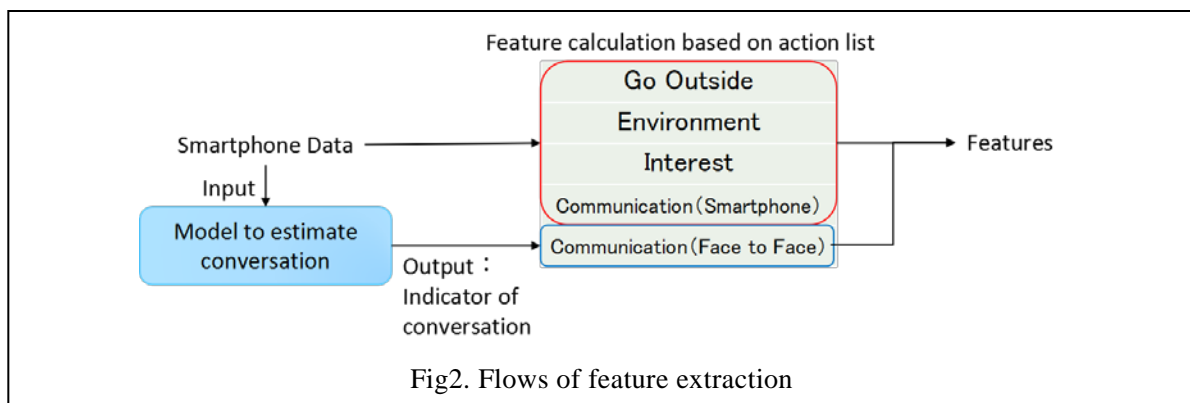 Feature calculation based on action list
Go Outside
Environment
Interest
Communication(Smartphone)
Communication(Face to Face)
Smartphone Data
Input
Model to estimate
conversation
Output：
Indicator of
conversation
Features
Fig2. Flows of feature extraction